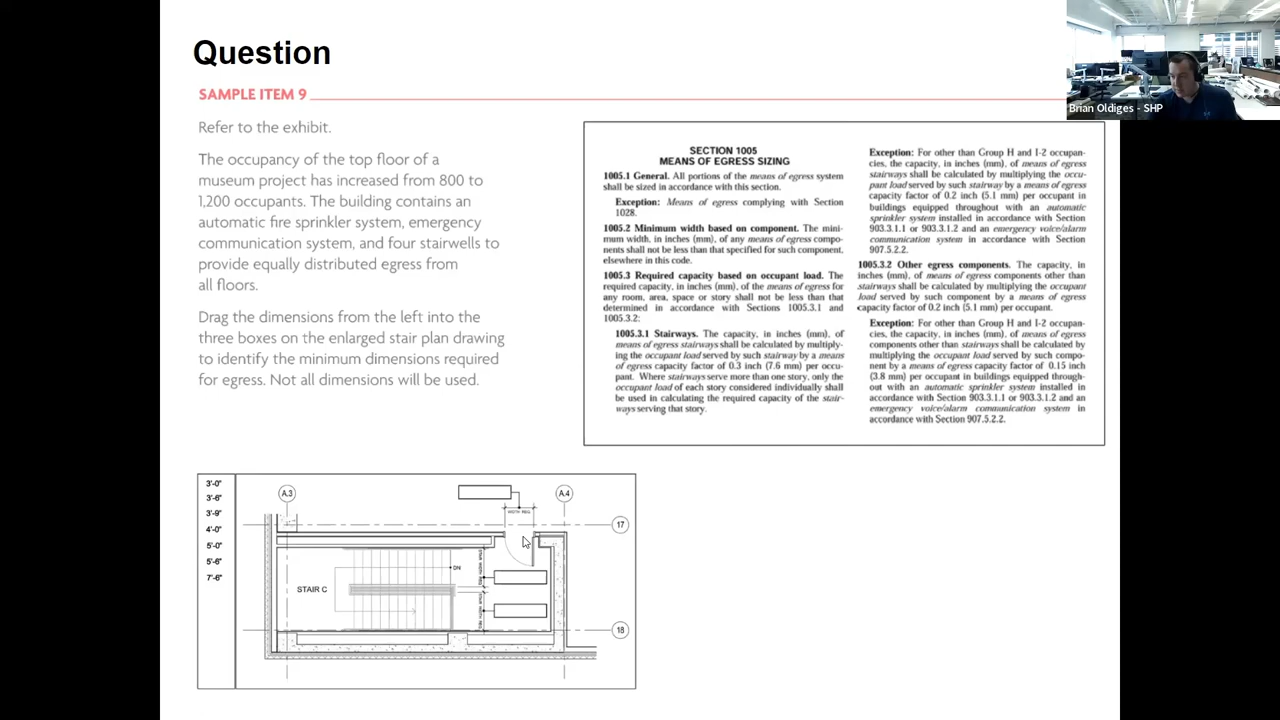 Question
SAMPLE ITEM 9
Refer to the exhibit.
The occupancy of the top floor of a
museum project has increased from 800 to
1,200 occupants. The building contains an
automatic fire sprinkler system, emergency
communication system, and four stairwells to
provide equally distributed egress from
all floors.
Drag the dimensions from the left into the
three boxes on the enlarged stair plan drawing
to identify the minimum dimensions required
for egress. Not all dimensions will be used.
SECTION 1005
MEANS OF EGRESS SIZING
1005.1 General. All portions of the means of egress system
shall be sized in accordance with this section.
Exception: Means of egress complying with Section
1028.
1005.2 Minimum width based on component. The mini-
mum width, in inches (mm), of any means of egress compo-
nents shall not be less than that specified for such component,
elsewhere in this code.
1005.3 Required capacity based on occupant load. The
required capacity, in inches (mm), of the means of egress for
any room, area, space or story shall not be less than that
determined in accordance with Sections 1005.3.1 and
1005.3.2:
1005.3.1 Stairways. The capacity, in inches (mm), of
means of egress stairways shall be calculated by multiply-
ing the occupant load served by such stairway by a means
of egress capacity factor of 0.3 inch (7.6 mm) per occu-
pant. Where stairways serve more than one story, only the
occupant load of each story considered individually shall
be used in calculating the required capacity of the stair-
ways serving that story.
Exception: For other than Group H and I-2 occupan-
cies, the capacity, in inches (mm), of means of egress
stairways shall be calculated by multiplying the occu-
pant load served by such stairway by a means of egress
capacity factor of 0.2 inch (5.1 mm) per occupant in
buildings equipped throughout with an automatic
sprinkler system installed in accordance with Section
903.3.1.1 or 903.3.1.2 and an emergency voice/alarm
communication system in accordance with Section
907.5.2.2.
1005.3.2 Other egress components. The capacity, in
inches (mm), of means of egress components other than
stairways shall be calculated by multiplying the occupant
load served by such component by a means of egress
capacity factor of 0.2 inch (5.1 mm) per occupant.
Exception: For other than Group H and I-2 occupan-
cies, the capacity, in inches (mm), of means of egress
components other than stairways shall be calculated by
multiplying the occupant load served by such compo-
nent by a means of egress capacity factor of 0.15 inch
(3.8 mm) per occupant in buildings equipped through-
out with an automatic sprinkler system installed in
accordance with Section 903.3.1.1 or 903.3.1.2 and an
emergency voice/alarm communication system in
accordance with Section 907.5.2.2.
Brian Oldiges - SHP
3'-0"
3'-6"
3'-9"
4'-0"
5'-0"
5'-6"
7'-6"
A.3
A.4
WIDTH REQ.
17
DN
STAIR WIDTH REQ.
STAIR C
STAIR WIDTH REQ.
18